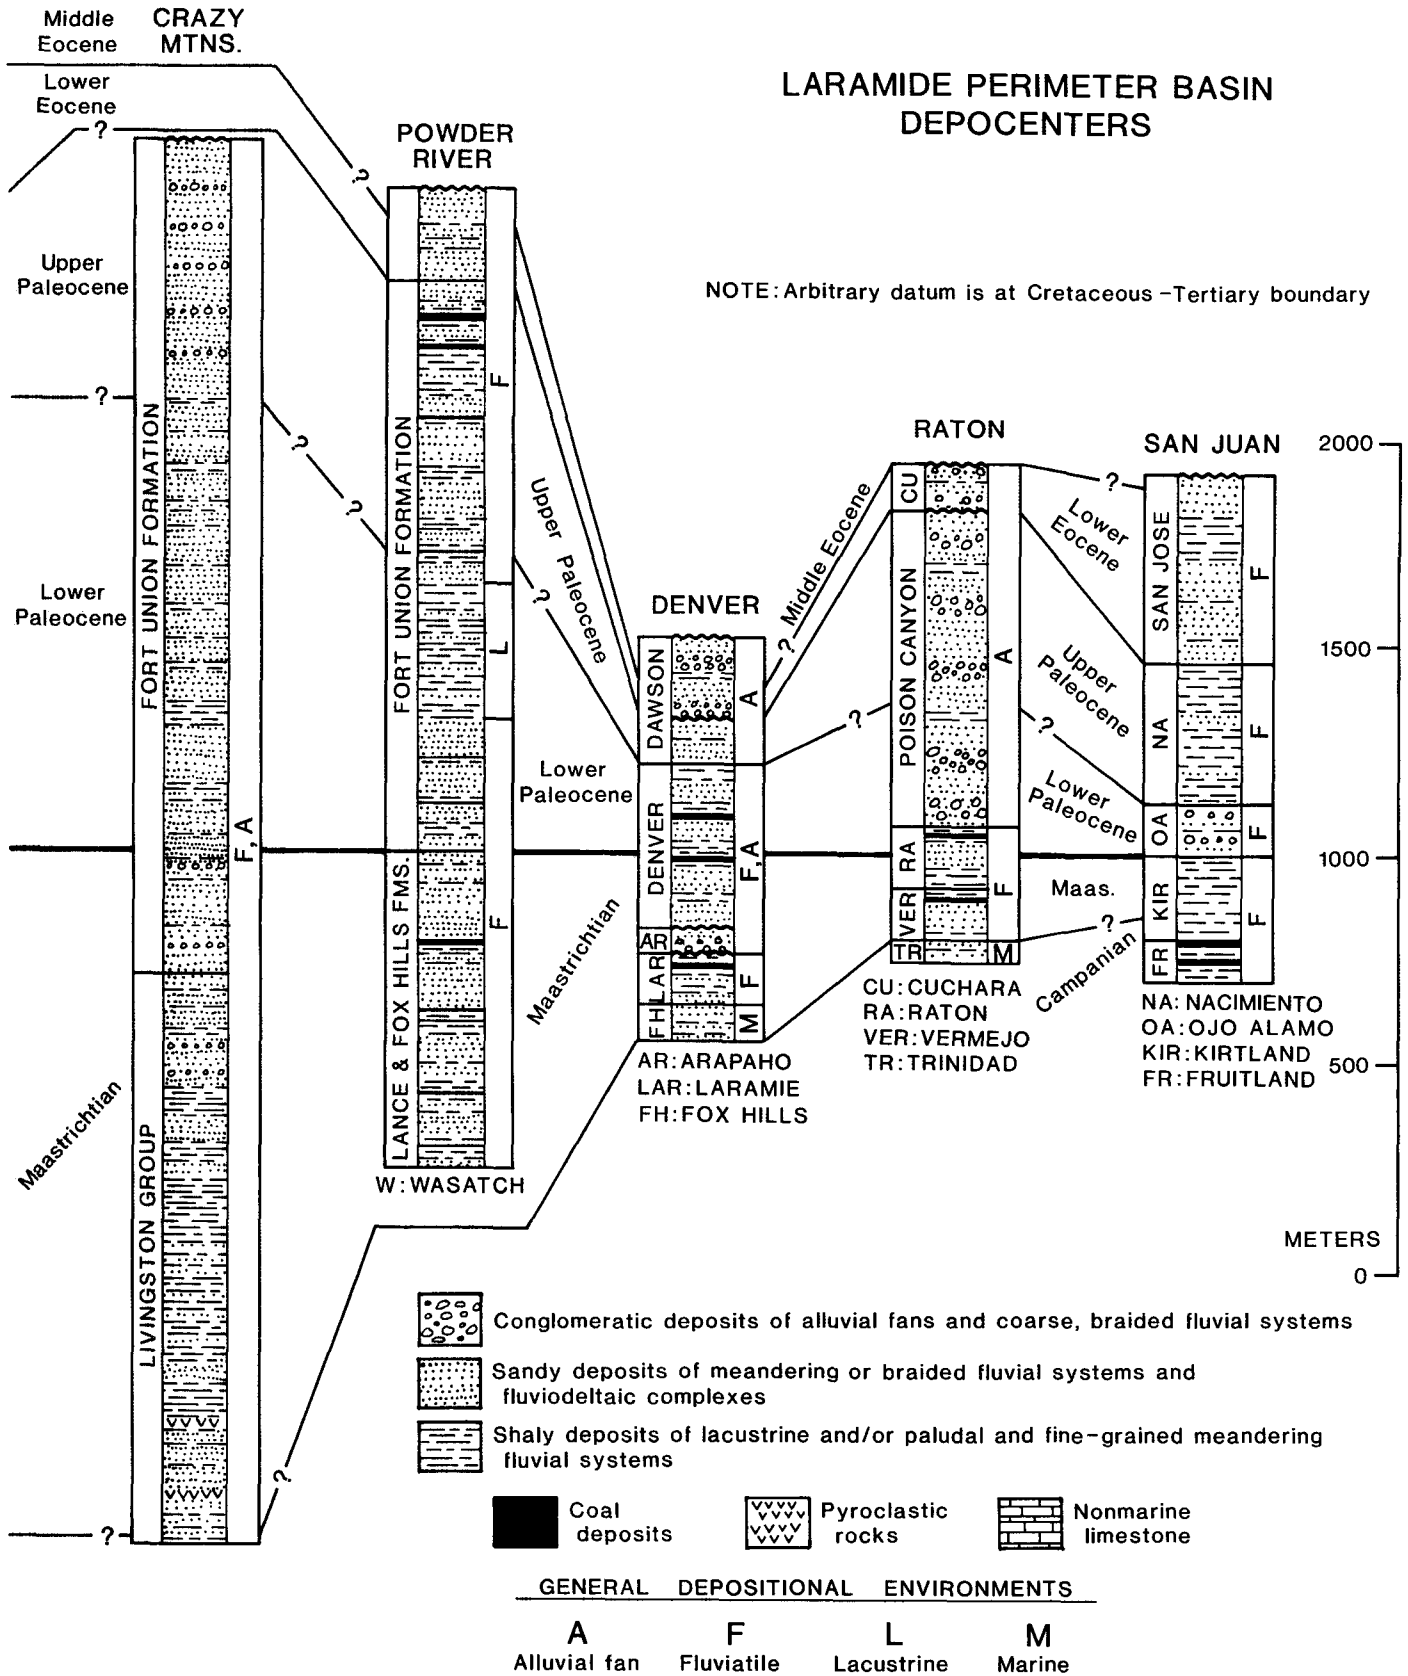 Middle
Eocene
CRAZY
MTNS.
Lower
Eocene
?
Upper
Paleocene
?
Lower
Paleocene
Maastrichtian
?
FORT UNION FORMATION
LIVINGSTON GROUP
F, A
?
?
?
?
POWDER
RIVER
FORT UNION FORMATION
LANCE & FOX HILLS FMS.
F
L
F
W: WASATCH
LARAMIDE PERIMETER BASIN
DEPOCENTERS
NOTE: Arbitrary datum is at Cretaceous-Tertiary boundary
Upper Paleocene
?
Lower
Paleocene
Maastrichtian
DENVER
DAWSON
DENVER
AR
LAR
FH
A
F, A
F
M
AR: ARAPAHO
LAR: LARAMIE
FH: FOX HILLS
Middle Eocene
?
?
RATON
CU
POISON CANYON
RA
VER
TR
A
F
M
CU: CUCHARA
RA: RATON
VER: VERMEJO
TR: TRINIDAD
?
Lower
Eocene
Upper
Paleocene
?
Lower
Paleocene
Maas.
?
Campanian
SAN JUAN
SAN JOSE
NA
OA
KIR
FR
F
F
F
F
NA: NACIMIENTO
OA: OJO ALAMO
KIR: KIRTLAND
FR: FRUITLAND
2000
1500
1000
500
METERS
0
Conglomeratic deposits of alluvial fans and coarse, braided fluvial systems
Sandy deposits of meandering or braided fluvial systems and
fluviodeltaic complexes
Shaly deposits of lacustrine and/or paludal and fine-grained meandering
fluvial systems
Coal
deposits
Pyroclastic
rocks
Nonmarine
limestone
GENERAL DEPOSITIONAL ENVIRONMENTS
A F L M
Alluvial fan Fluviatile Lacustrine Marine